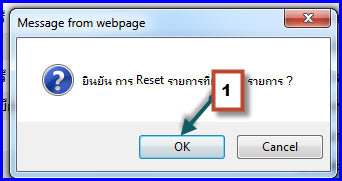 Message from webpage
ยืนยัน การ Reset รายการ รายการ ?
1
OK
Cancel